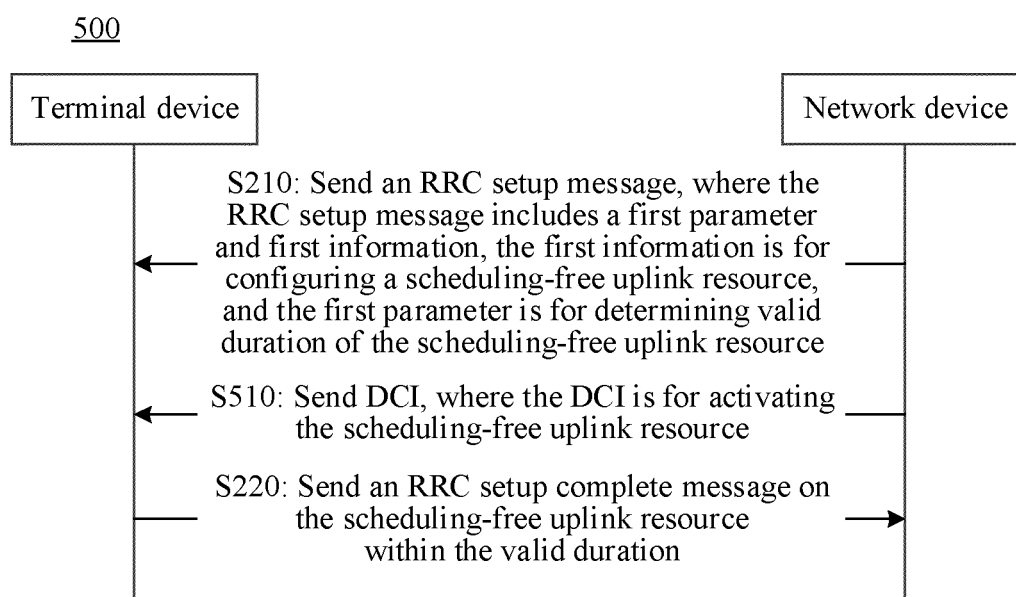 500
Terminal device
Network device
S210: Send an RRC setup message, where the
RRC setup message includes a first parameter
and first information, the first information is for
configuring a scheduling-free uplink resource,
and the first parameter is for determining valid
duration of the scheduling-free uplink resource
S510: Send DCI, where the DCI is for activating
the scheduling-free uplink resource
S220: Send an RRC setup complete message on
the scheduling-free uplink resource
within the valid duration